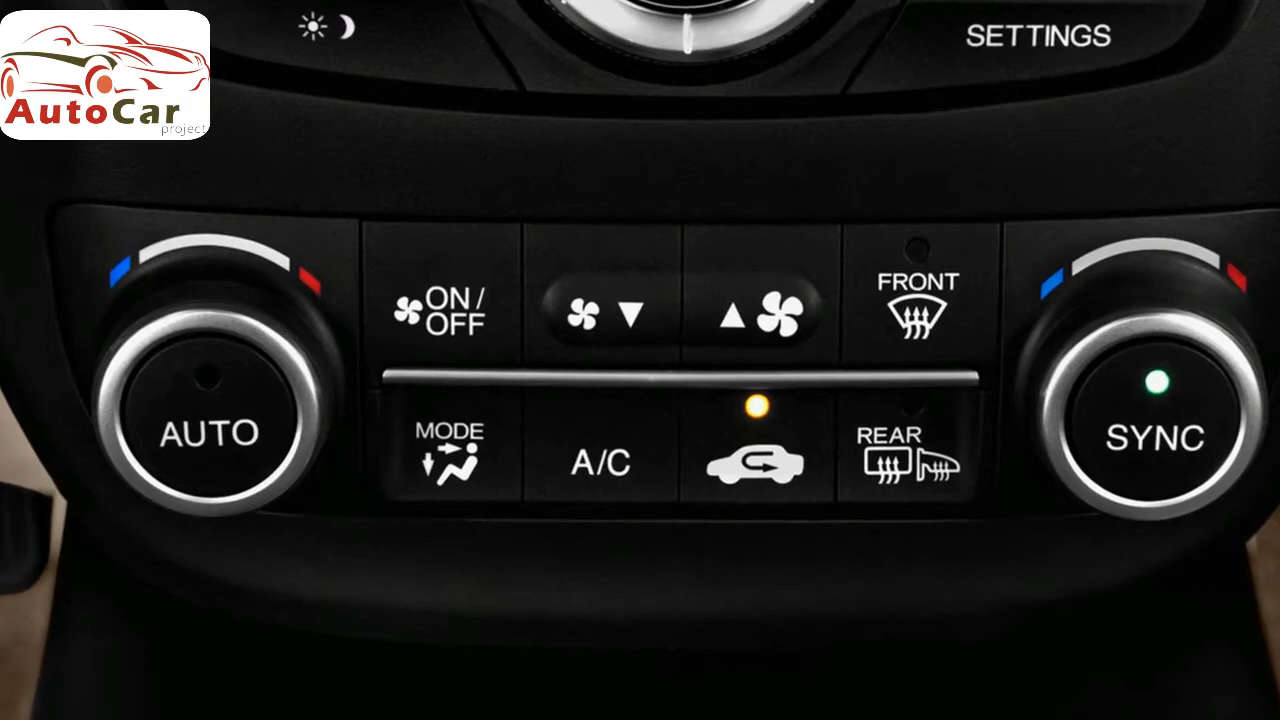 AutoCar
project
SETTINGS
ON /
OFF
FRONT
AUTO
MODE
A/C
REAR
SYNC